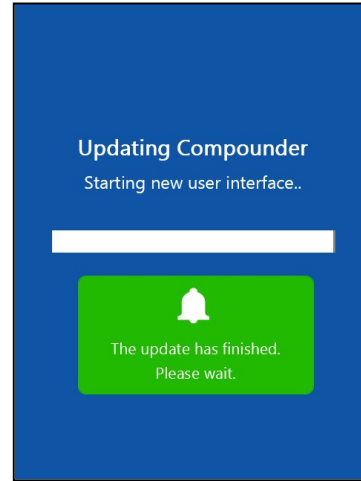 Updating Compounder
Starting new user interface..
The update has finished.
Please wait.